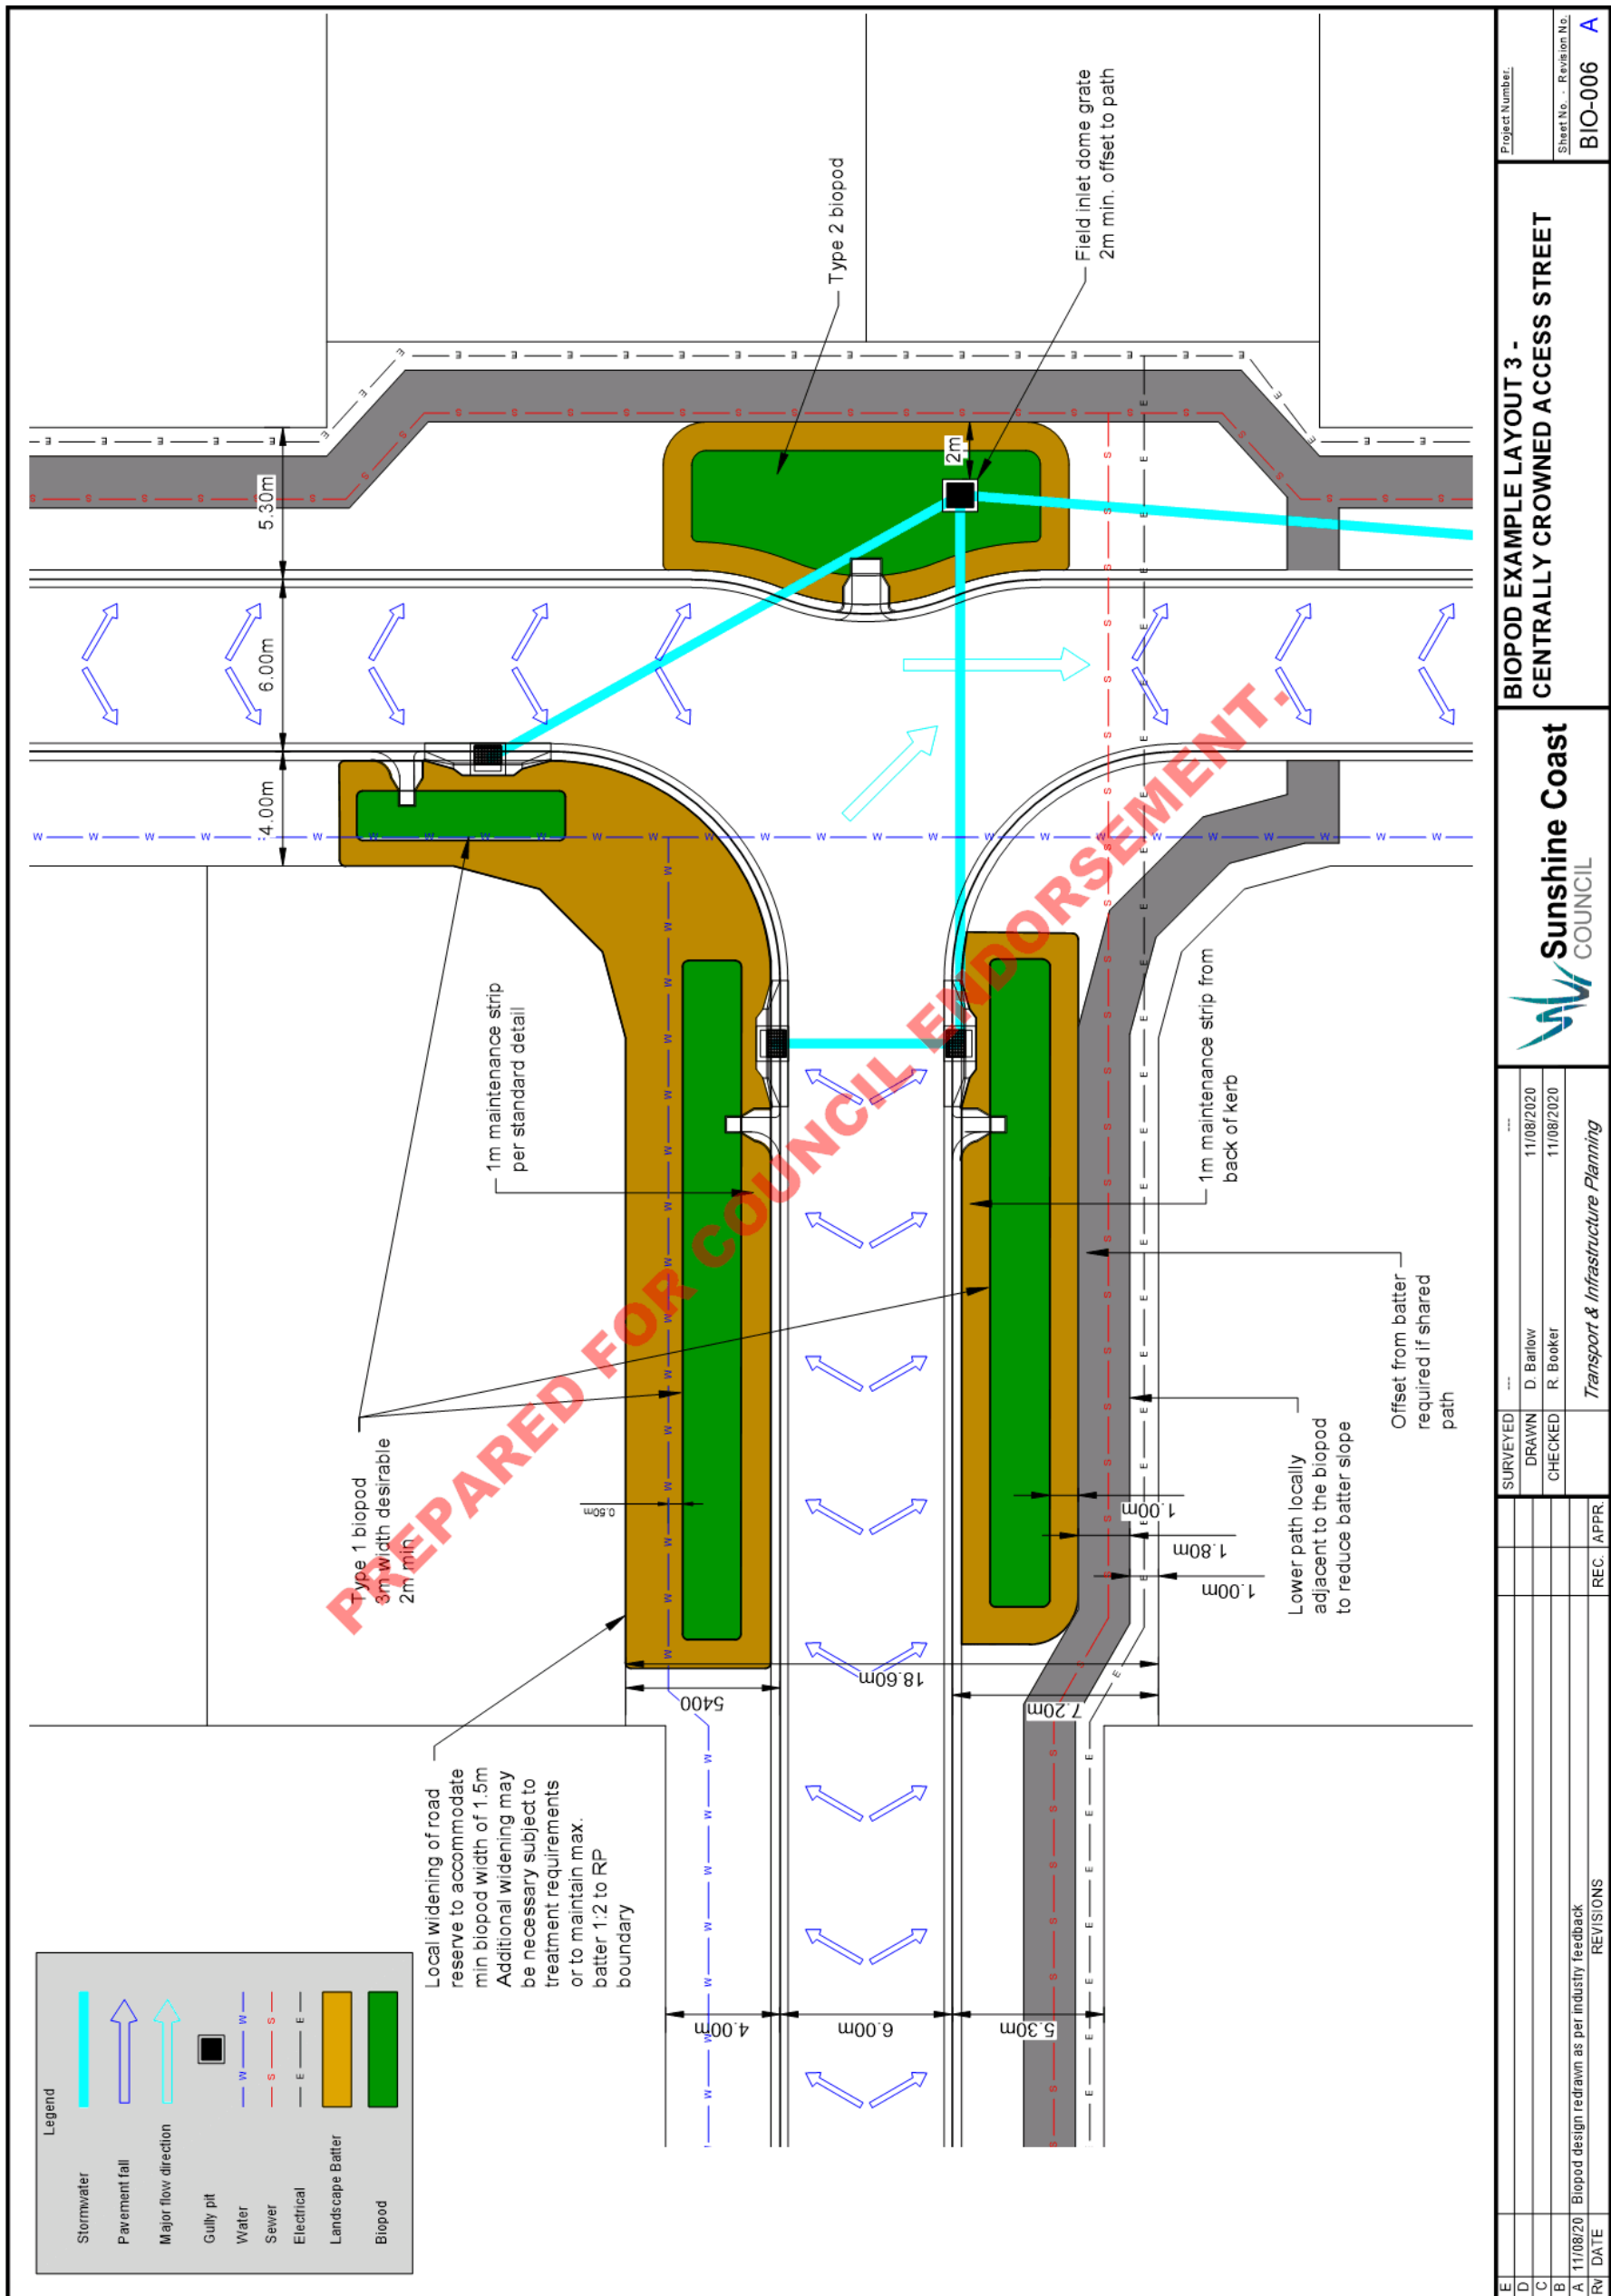 Legend
Stormwater
Pavement fall
Major flow direction
Gully pit
Water
Sewer
Electrical
Landscape Batter
Biopod
Local widening of road
reserve to accommodate
min biopod width of 1.5m
Additional widening may
be necessary subject to
treatment requirements
or to maintain max.
batter 1:2 to RP
boundary
Type 1 biopod
3m width desirable
2m min
1m maintenance strip
per standard detail
Type 2 biopod
Field inlet dome grate
2m min. offset to path
1m maintenance strip from
back of kerb
Offset from batter
required if shared
path
Lower path locally
adjacent to the biopod
to reduce batter slope
4.00m
6.00m
5.30m
4.00m
6.00m
5.30m
5400
18.60m
7.20m
0.50m
1.00m
1.80m
1.00m
2m
PREPARED FOR COUNCIL ENDORSEMENT.
E
D
C
B
A 11/08/20 Biopod design redrawn as per industry feedback
Rv DATE REVISIONS REC. APPR.
SURVEYED --- ---
DRAWN D. Barlow 11/08/2020
CHECKED R. Booker 11/08/2020
Transport & Infrastructure Planning
Sunshine Coast
COUNCIL
BIOPOD EXAMPLE LAYOUT 3 -
CENTRALLY CROWNED ACCESS STREET
Project Number.
Sheet No. - Revision No.
BIO-006 A